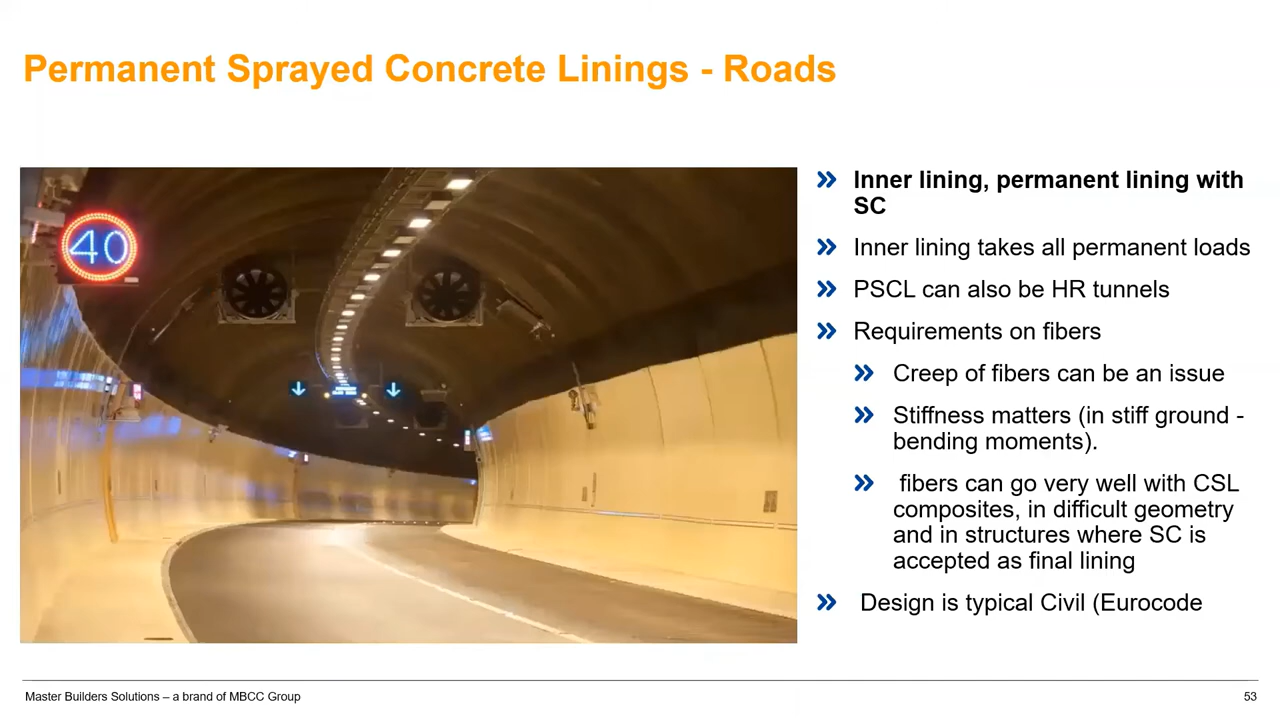 Permanent Sprayed Concrete Linings - Roads
40
Inner lining, permanent lining with
SC
Inner lining takes all permanent loads
PSCL can also be HR tunnels
Requirements on fibers
Creep of fibers can be an issue
Stiffness matters (in stiff ground -
bending moments).
fibers can go very well with CSL
composites, in difficult geometry
and in structures where SC is
accepted as final lining
Design is typical Civil (Eurocode
Master Builders Solutions – a brand of MBCC Group
53